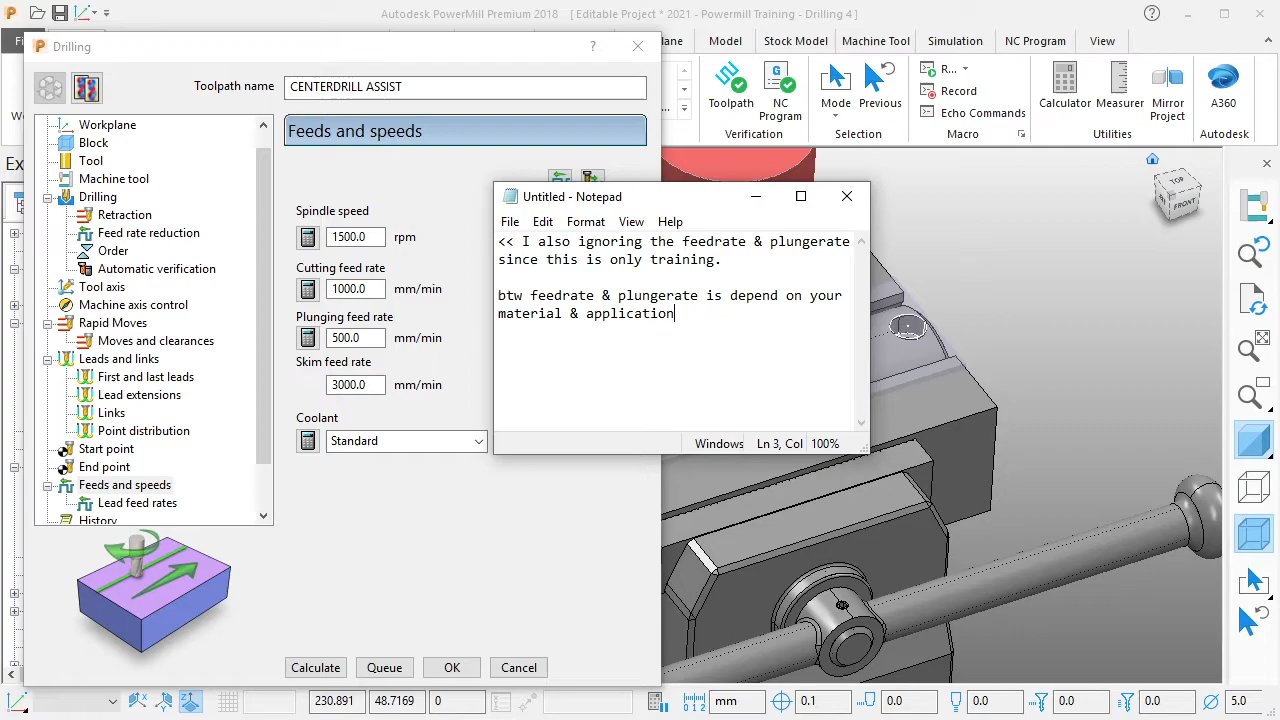 Autodesk PowerMill Premium 2018 [ Editable Project * 2021 - Powermill Training - Drilling 4 ]
Drilling
Model
Stock Model
Machine Tool
Simulation
NC Program
View
Toolpath name
CENTERDRILL ASSIST
Toolpath
NC
Program
Verification
Mode
Previous
Selection
R...
Record
Echo Commands
Macro
Calculator
Measurer
Mirror
Project
Utilities
A360
Autodesk
Workplane
Block
Tool
Machine tool
Drilling
Retraction
Feed rate reduction
Order
Automatic verification
Tool axis
Machine axis control
Rapid Moves
Moves and clearances
Leads and links
First and last leads
Lead extensions
Links
Point distribution
Start point
End point
Feeds and speeds
Lead feed rates
History
Feeds and speeds
Spindle speed
1500.0 rpm
Cutting feed rate
1000.0 mm/min
Plunging feed rate
500.0 mm/min
Skim feed rate
3000.0 mm/min
Coolant
Standard
Calculate
Queue
OK
Cancel
Untitled - Notepad
File Edit Format View Help
<< I also ignoring the feedrate & plungerate
since this is only training.
btw feedrate & plungerate is depend on your
material & application
Windows
Ln 3, Col
100%
TOP
FRONT
230.891
48.7169
0
mm
0.1
0.0
0.0
0.0
0.0
5.0